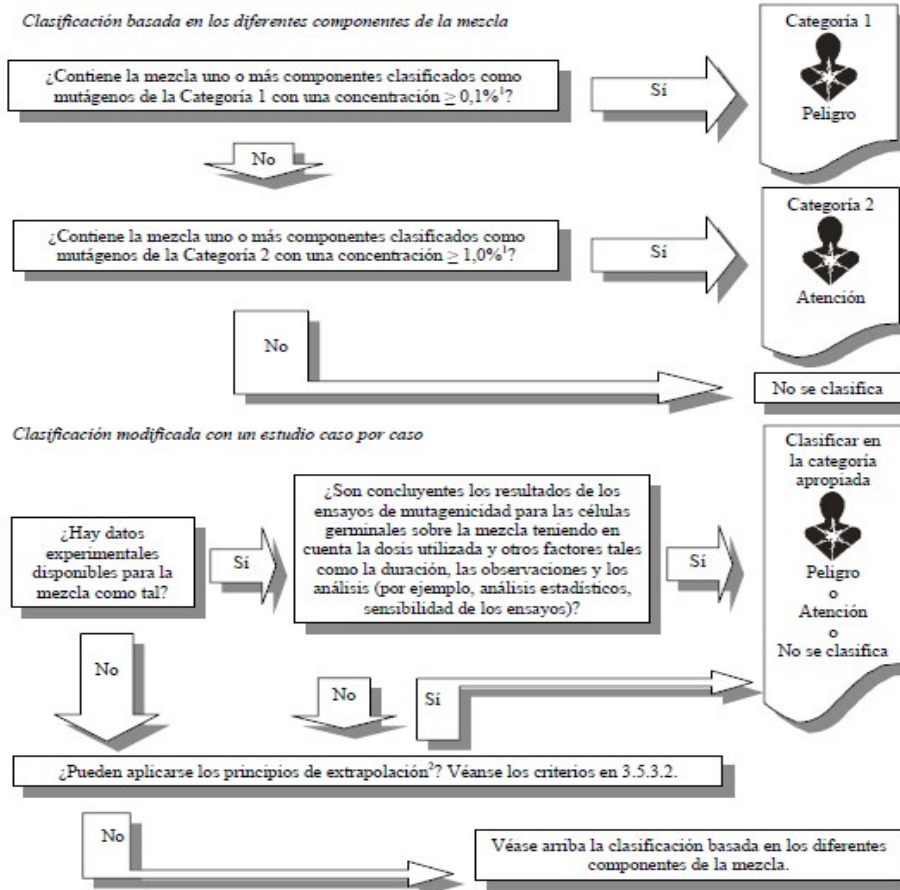 Clasificación basada en los diferentes componentes de la mezcla
Categoría 1
¿Contiene la mezcla uno o más componentes clasificados como
mutágenos de la Categoría 1 con una concentración ≥ 0,1%¹?
Sí
Peligro
No
Categoría 2
¿Contiene la mezcla uno o más componentes clasificados como
mutágenos de la Categoría 2 con una concentración ≥ 1,0%¹?
Sí
Atención
No
No se clasifica
Clasificación modificada con un estudio caso por caso
¿Hay datos
experimentales
disponibles para la
mezcla como tal?
Sí
¿Son concluyentes los resultados de los
ensayos de mutagenicidad para las células
germinales sobre la mezcla teniendo en
cuenta la dosis utilizada y otros factores tales
como la duración, las observaciones y los
análisis (por ejemplo, análisis estadísticos,
sensibilidad de los ensayos)?
Sí
Clasificar en
la categoría
apropiada
Peligro
o
Atención
o
No se clasifica
No
No
Sí
¿Pueden aplicarse los principios de extrapolación²? Véanse los criterios en 3.5.3.2.
No
Véase arriba la clasificación basada en los diferentes
componentes de la mezcla.